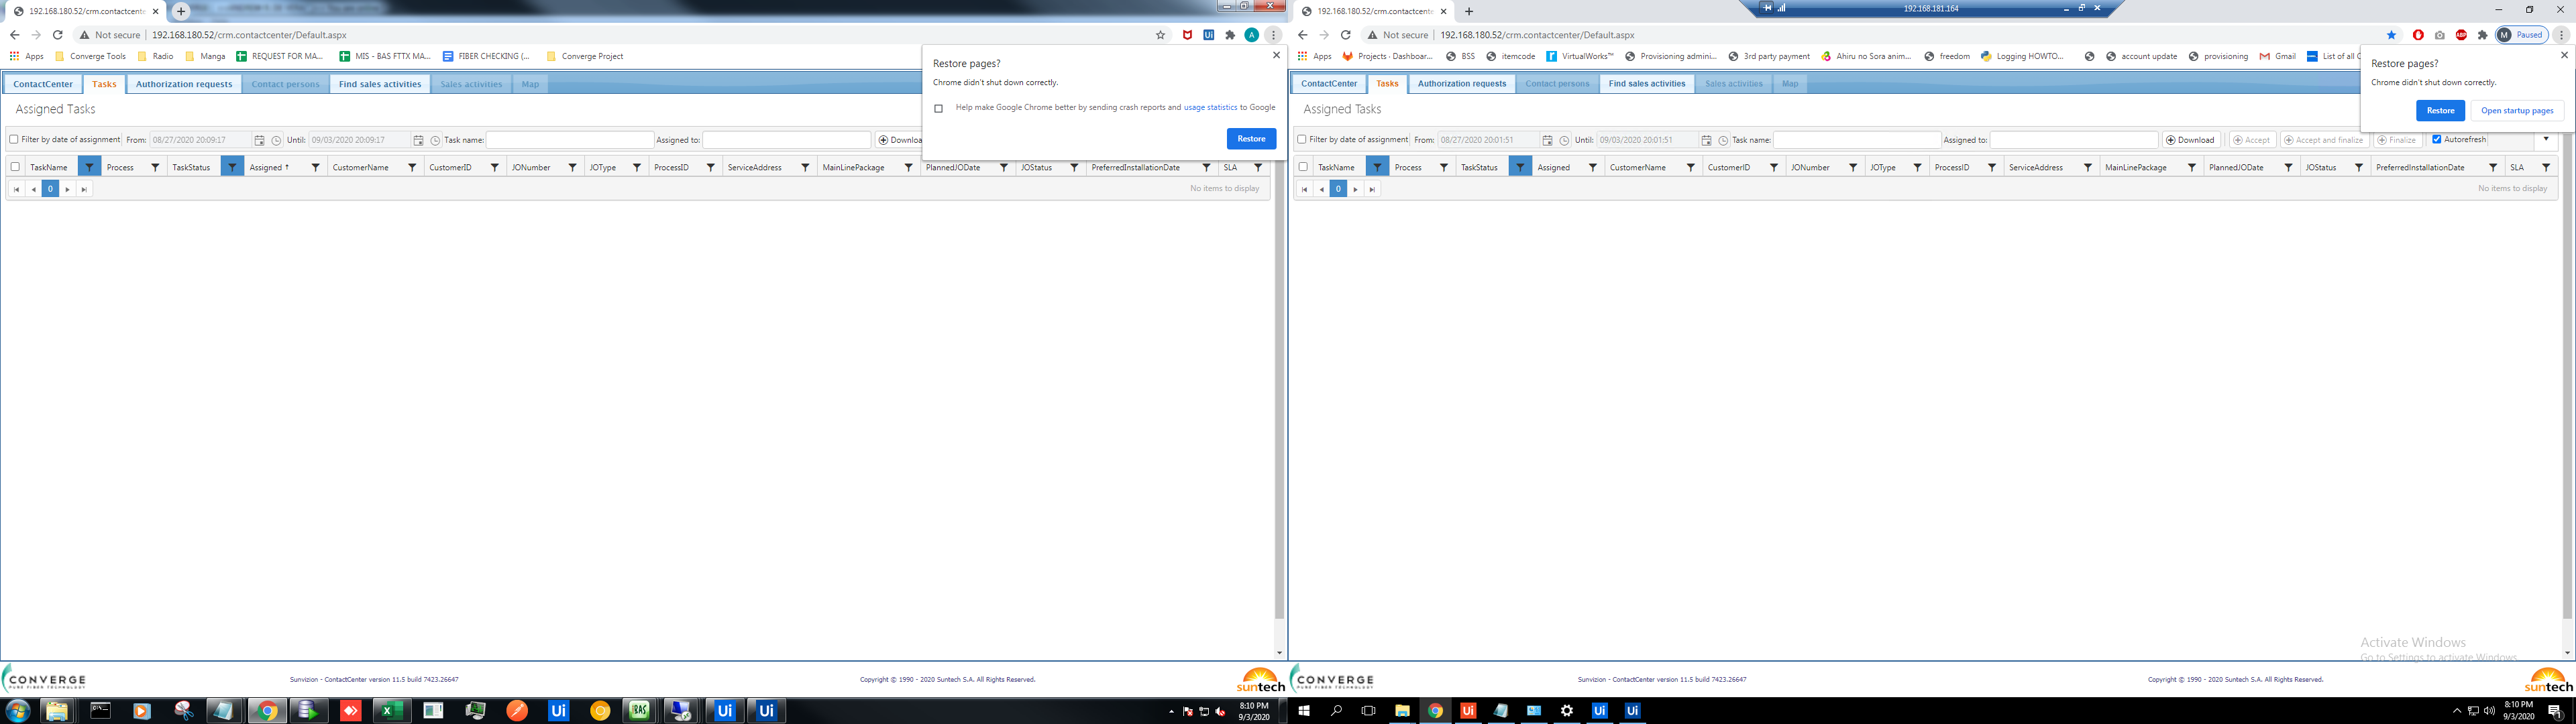 192.168.180.52/crm.contactcente
Not secure | 192.168.180.52/crm.contactcenter/Default.aspx
Apps Converge Tools Radio Manga REQUEST FOR MA... MIS - BAS FTTX MA... FIBER CHECKING (... Converge Project
Restore pages?
Chrome didn't shut down correctly.
Help make Google Chrome better by sending crash reports and usage statistics to Google
Restore
ContactCenter Tasks Authorization requests Contact persons Find sales activities Sales activities Map
Assigned Tasks
Filter by date of assignment From: 08/27/2020 20:09:17 Until: 09/03/2020 20:09:17 Task name: Assigned to: Downloa
TaskName Process TaskStatus Assigned ↑ CustomerName CustomerID JONumber JOType ProcessID ServiceAddress MainLinePackage PlannedJODate JOStatus PreferredInstallationDate SLA
0
No items to display
CONVERGE
PURE FIBER TECHNOLOGY
Sunvizion - ContactCenter version 11.5 build 7423.26647
Copyright © 1990 - 2020 Suntech S.A. All Rights Reserved.
suntech
Ui BAS Ui Ui
8:10 PM
9/3/2020
192.168.180.52/crm.contactcente
192.168.181.164
Not secure | 192.168.180.52/crm.contactcenter/Default.aspx
ABP M Paused
Apps Projects · Dashboar... BSS itemcode VirtualWorks™ Provisioning admini... 3rd party payment Ahiru no Sora anim... freedom Logging HOWTO... account update provisioning Gmail List of all C
Restore pages?
Chrome didn't shut down correctly.
Restore Open startup pages
ContactCenter Tasks Authorization requests Contact persons Find sales activities Sales activities Map
Assigned Tasks
Filter by date of assignment From: 08/27/2020 20:01:51 Until: 09/03/2020 20:01:51 Task name: Assigned to: Download Accept Accept and finalize Finalize Autorefresh
TaskName Process TaskStatus Assigned CustomerName CustomerID JONumber JOType ProcessID ServiceAddress MainLinePackage PlannedJODate JOStatus PreferredInstallationDate SLA
0
No items to display
Activate Windows
Go to Settings to activate Windows.
CONVERGE
PURE FIBER TECHNOLOGY
Sunvizion - ContactCenter version 11.5 build 7423.26647
Copyright © 1990 - 2020 Suntech S.A. All Rights Reserved.
suntech
Ui Ui Ui
8:10 PM
9/3/2020